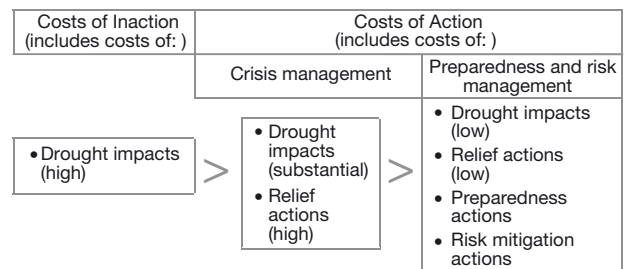 Costs of Inaction
(includes costs of: )
Costs of Action
(includes costs of: )
Crisis management
Preparedness and risk
management
• Drought impacts
(high)
>
• Drought
impacts
(substantial)
• Relief
actions
(high)
>
• Drought impacts
(low)
• Relief actions
(low)
• Preparedness
actions
• Risk mitigation
actions